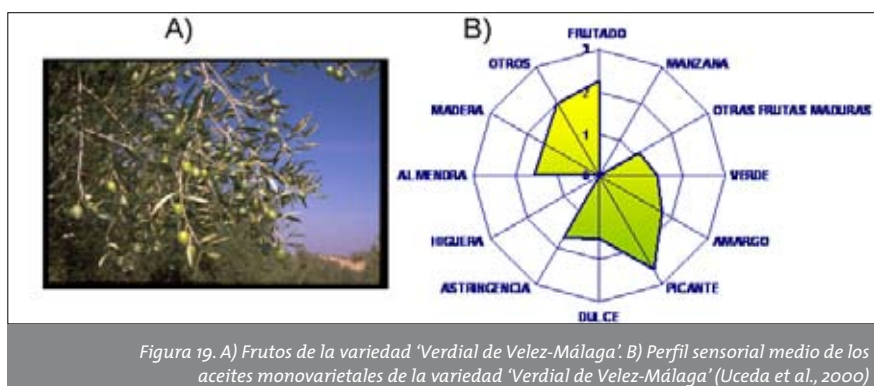 A)
B)
FRUTADO
3
OTROS
MANZANA
2
MADERA
OTRAS FRUTAS MADURAS
1
ALMENDRA
0
VERDE
HIGUERA
AMARGO
ASTRINGENCIA
PICANTE
DULCE
Figura 19. A) Frutos de la variedad ‘Verdial de Velez-Málaga’. B) Perfil sensorial medio de los
aceites monovarietales de la variedad ‘Verdial de Velez-Málaga’ (Uceda et al., 2000)